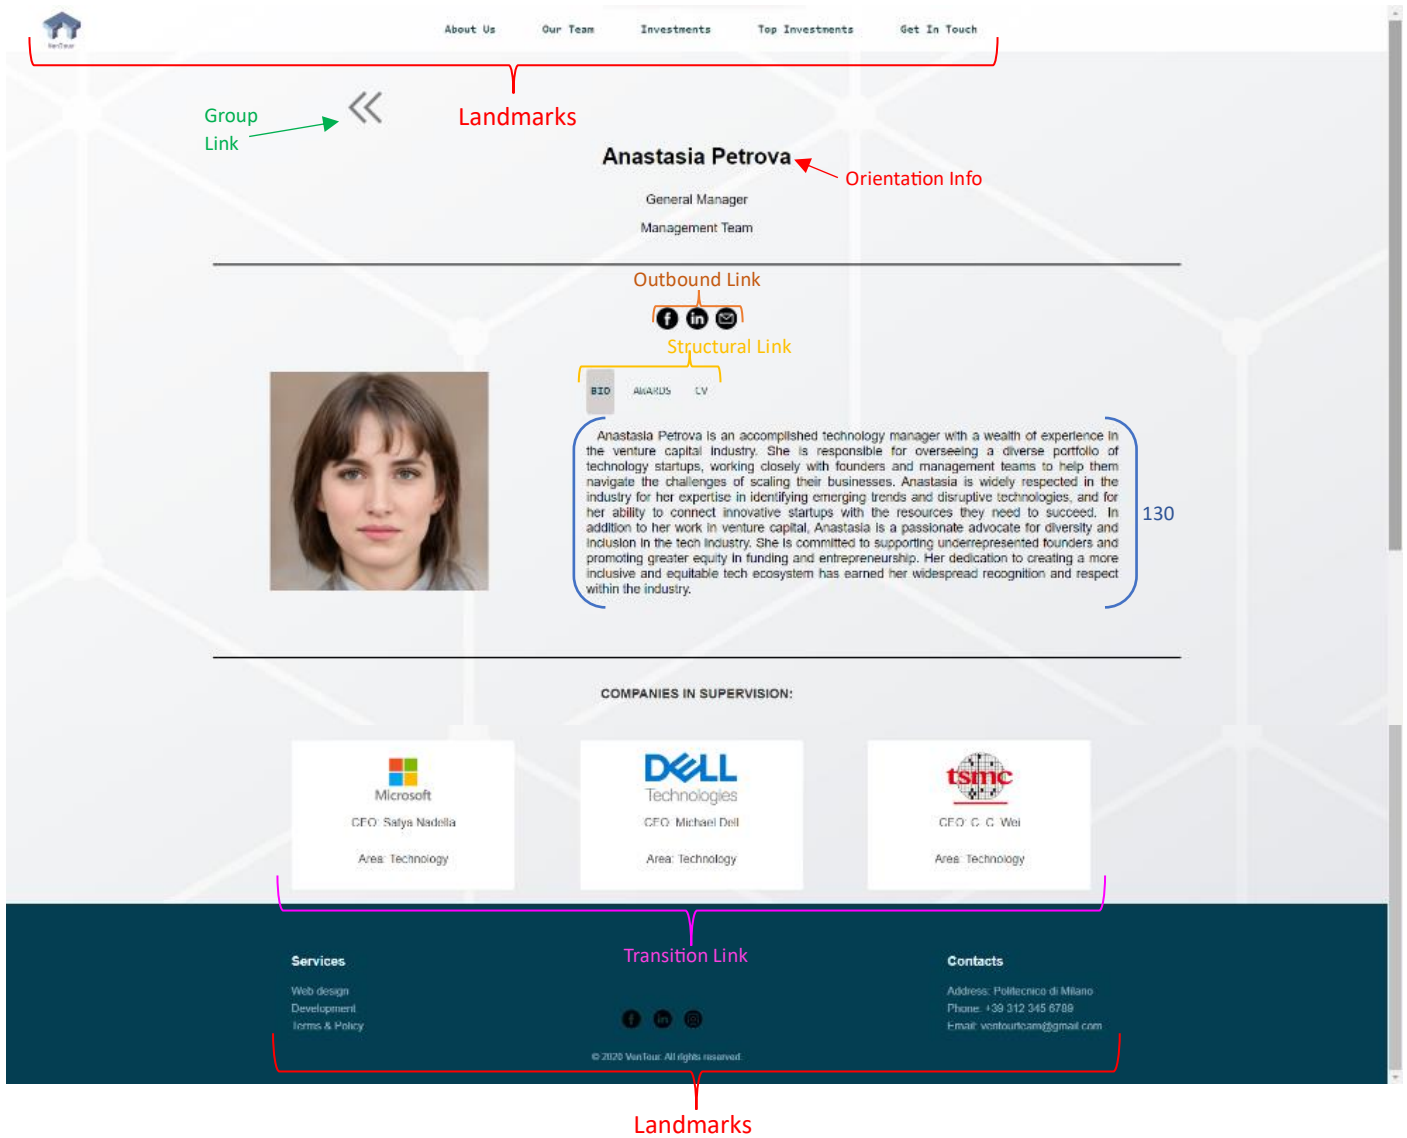 VenTour
About Us Our Team Investments Top Investments Get In Touch
Landmarks
Group
Link
Anastasia Petrova
Orientation Info
General Manager
Management Team
Outbound Link
f in
Structural Link
BIO AWARDS CV
Anastasia Petrova is an accomplished technology manager with a wealth of experience in
the venture capital industry. She is responsible for overseeing a diverse portfolio of
technology startups, working closely with founders and management teams to help them
navigate the challenges of scaling their businesses. Anastasia is widely respected in the
industry for her expertise in identifying emerging trends and disruptive technologies, and for
her ability to connect innovative startups with the resources they need to succeed. In
addition to her work in venture capital, Anastasia is a passionate advocate for diversity and
inclusion in the tech industry. She is committed to supporting underrepresented founders and
promoting greater equity in funding and entrepreneurship. Her dedication to creating a more
inclusive and equitable tech ecosystem has earned her widespread recognition and respect
within the industry.
130
COMPANIES IN SUPERVISION:
Microsoft
CEO: Satya Nadella
Area: Technology
DELL
Technologies
CEO: Michael Dell
Area: Technology
tsmc
CEO: C. C. Wei
Area: Technology
Transition Link
Services
Web design
Development
Terms & Policy
f in
© 2020 VenTour. All rights reserved.
Contacts
Address: Politecnico di Milano
Phone: +39 312 345 6789
Email: ventourteam@gmail.com
Landmarks